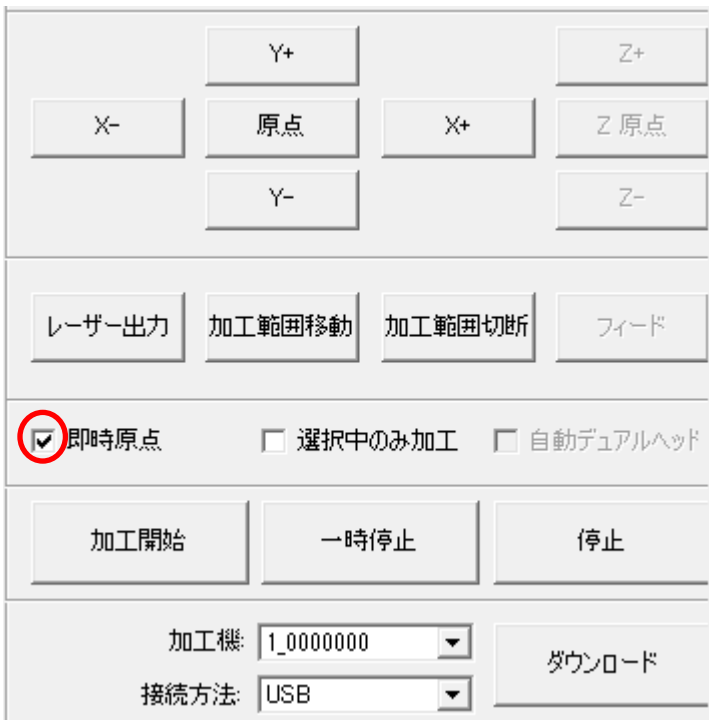 Y+ Z+
X- 原点 X+ Z 原点
Y- Z-
レーザー出力 加工範囲移動 加工範囲切断 フィード
即時原点 選択中のみ加工 自動デュアルヘッド
加工開始 一時停止 停止
加工機: 1_0000000
ダウンロード
接続方法: USB